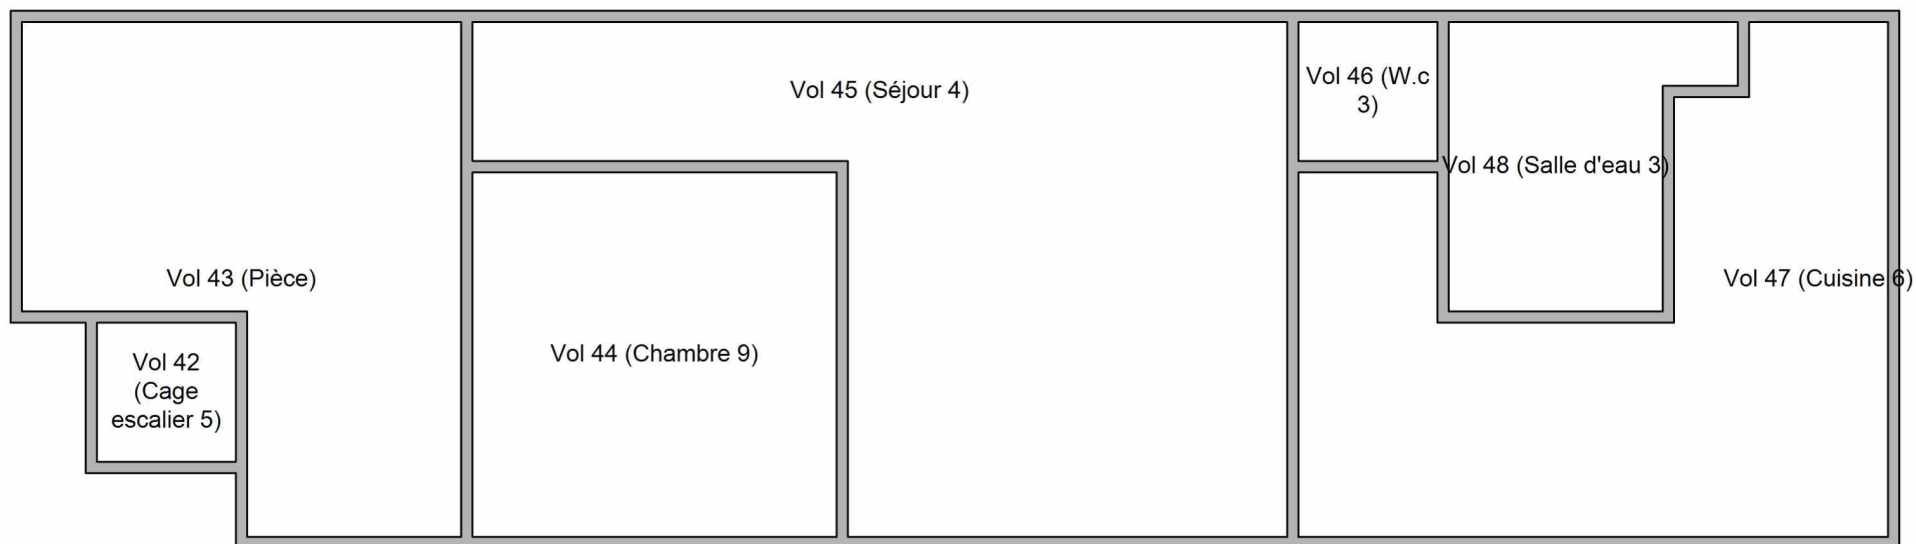 Vol 45 (Séjour 4)
Vol 46 (W.c
3)
Vol 48 (Salle d'eau 3)
Vol 43 (Pièce)
Vol 47 (Cuisine 6)
Vol 44 (Chambre 9)
Vol 42
(Cage
escalier 5)